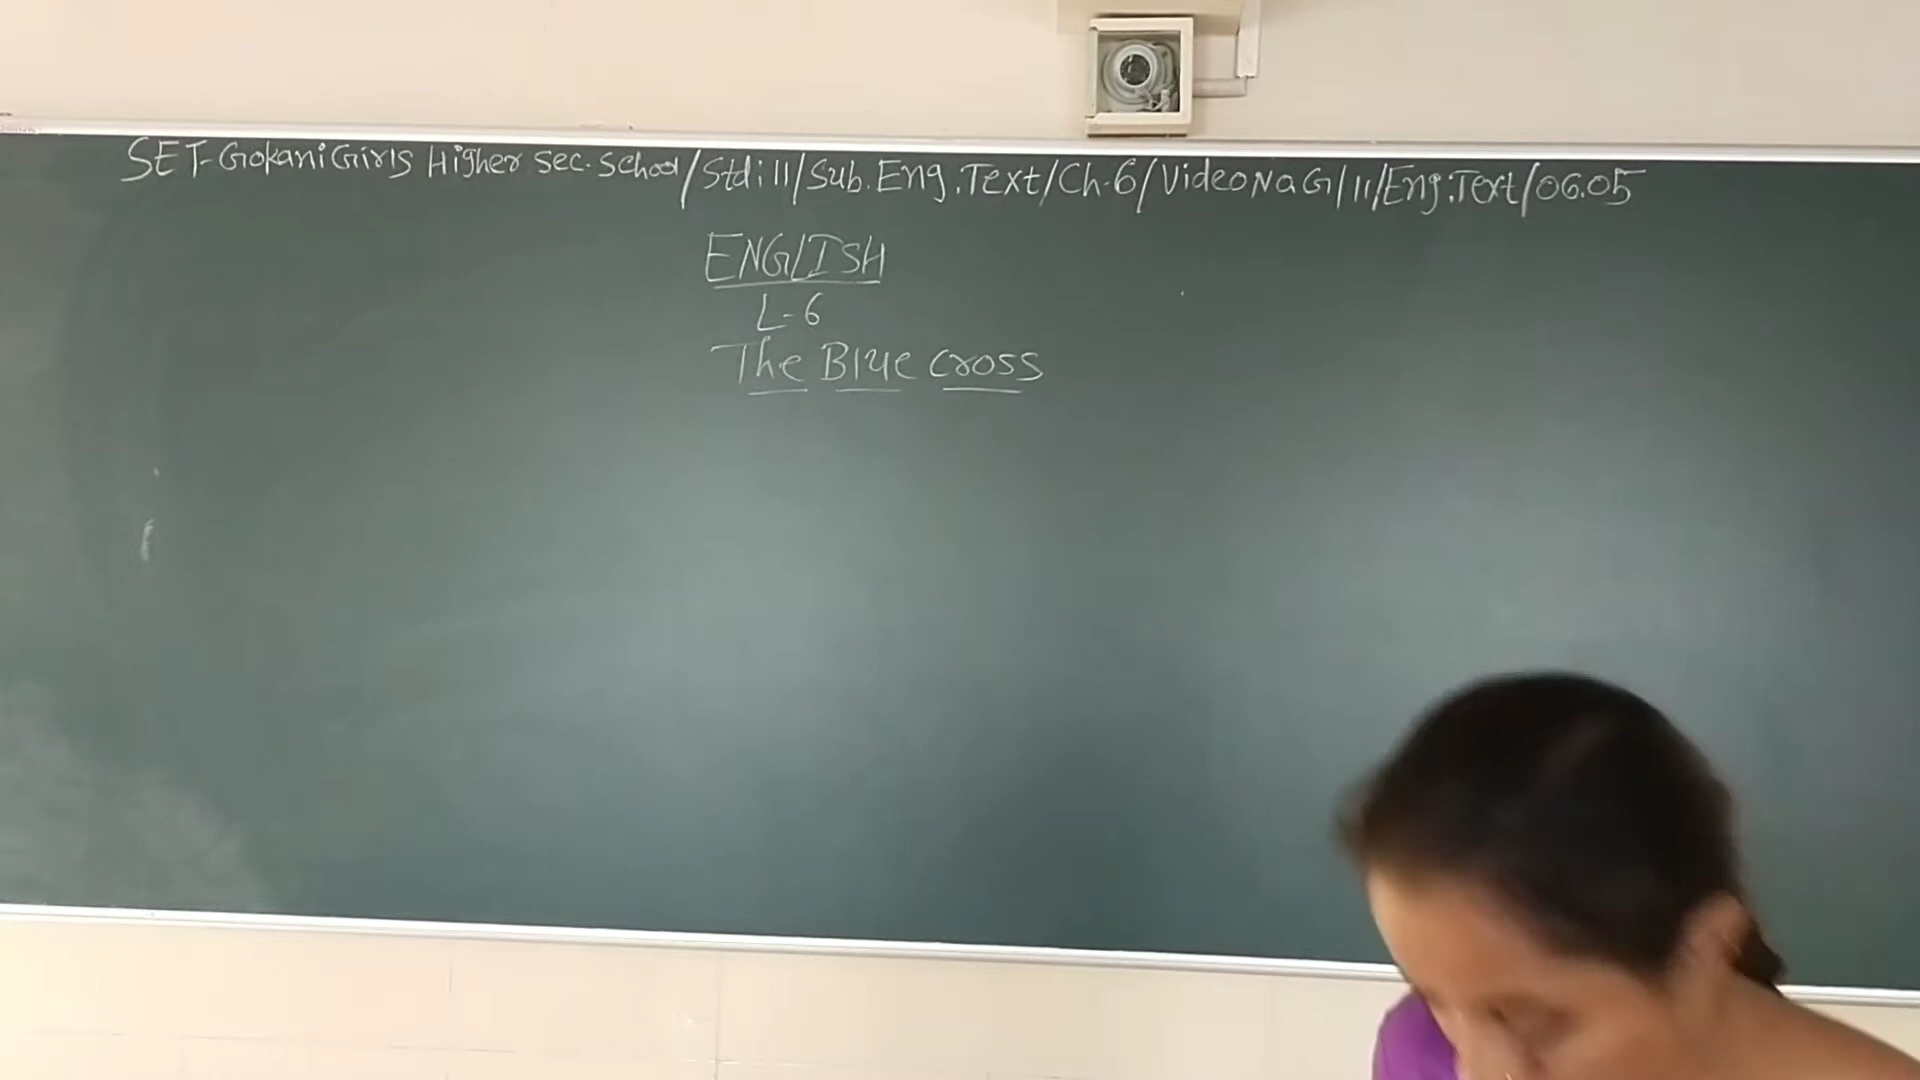 SET-Gokani Girls Higher Sec. School/Std:11/Sub.Eng.Text/Ch.6/Video No G/11/Eng.Text/06.05
ENGLISH
L-6
The Blue Cross